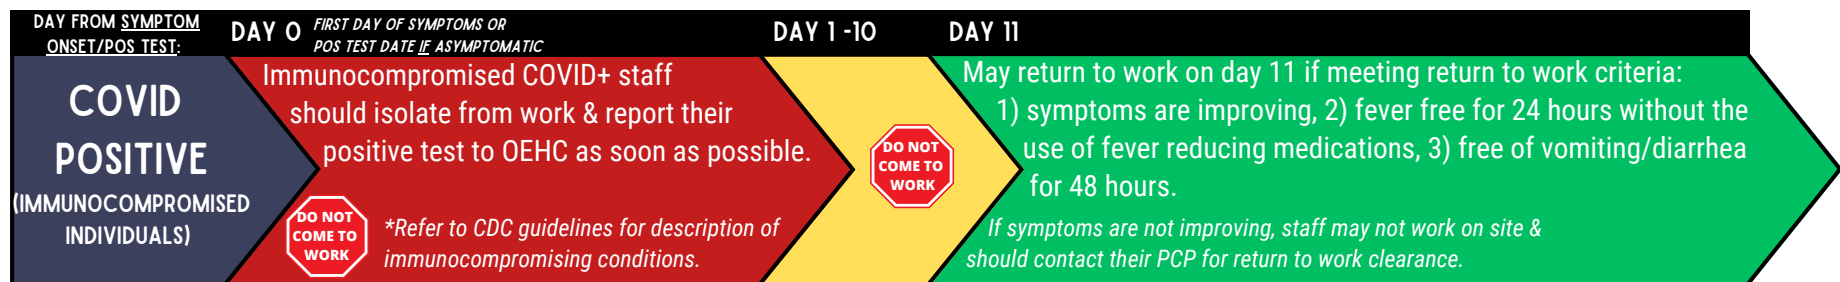 DAY FROM SYMPTOM
ONSET/POS TEST:
DAY 0
FIRST DAY OF SYMPTOMS OR
POS TEST DATE IF ASYMPTOMATIC
DAY 1 -10
DAY 11
COVID
POSITIVE
(IMMUNOCOMPROMISED
INDIVIDUALS)
Immunocompromised COVID+ staff
should isolate from work & report their
positive test to OEHC as soon as possible.
DO NOT
COME TO
WORK
*Refer to CDC guidelines for description of
immunocompromising conditions.
DO NOT
COME TO
WORK
May return to work on day 11 if meeting return to work criteria:
1) symptoms are improving, 2) fever free for 24 hours without the
use of fever reducing medications, 3) free of vomiting/diarrhea
for 48 hours.
If symptoms are not improving, staff may not work on site &
should contact their PCP for return to work clearance.